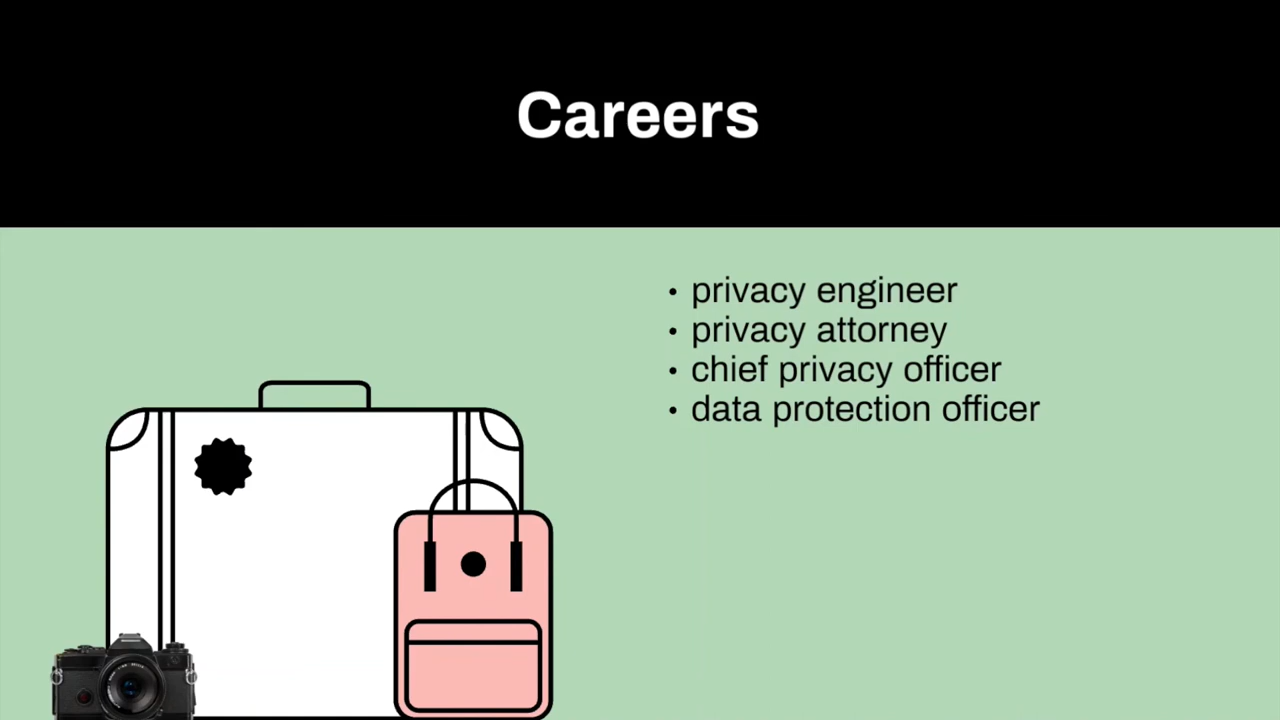 Careers
• privacy engineer
• privacy attorney
• chief privacy officer
• data protection officer